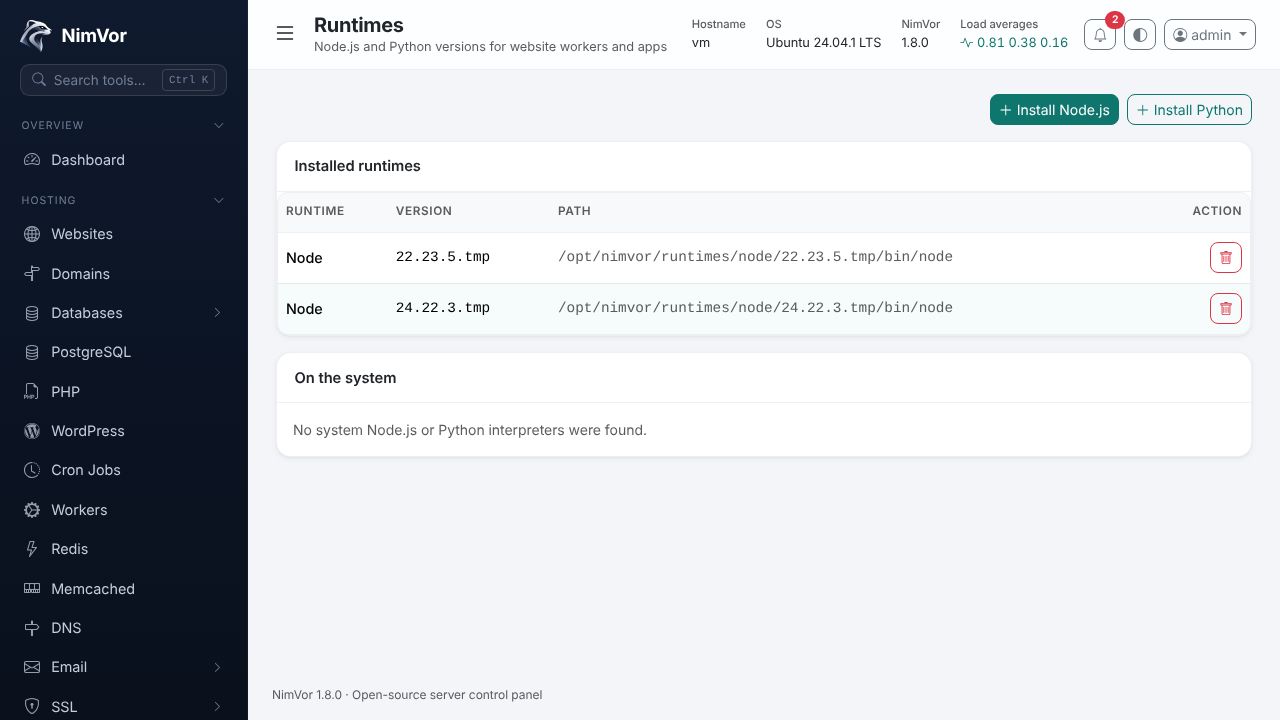 NimVor
Search tools...
Ctrl K
OVERVIEW
Dashboard
HOSTING
Websites
Domains
Databases
PostgreSQL
PHP
WordPress
Cron Jobs
Workers
Redis
Memcached
DNS
Email
SSL
Runtimes
Node.js and Python versions for website workers and apps
Hostname
vm
OS
Ubuntu 24.04.1 LTS
NimVor
1.8.0
Load averages
0.81 0.38 0.16
2
admin
Install Node.js
Install Python
Installed runtimes
RUNTIME VERSION PATH ACTION
Node 22.23.5.tmp /opt/nimvor/runtimes/node/22.23.5.tmp/bin/node
Node 24.22.3.tmp /opt/nimvor/runtimes/node/24.22.3.tmp/bin/node
On the system
No system Node.js or Python interpreters were found.
NimVor 1.8.0 · Open-source server control panel